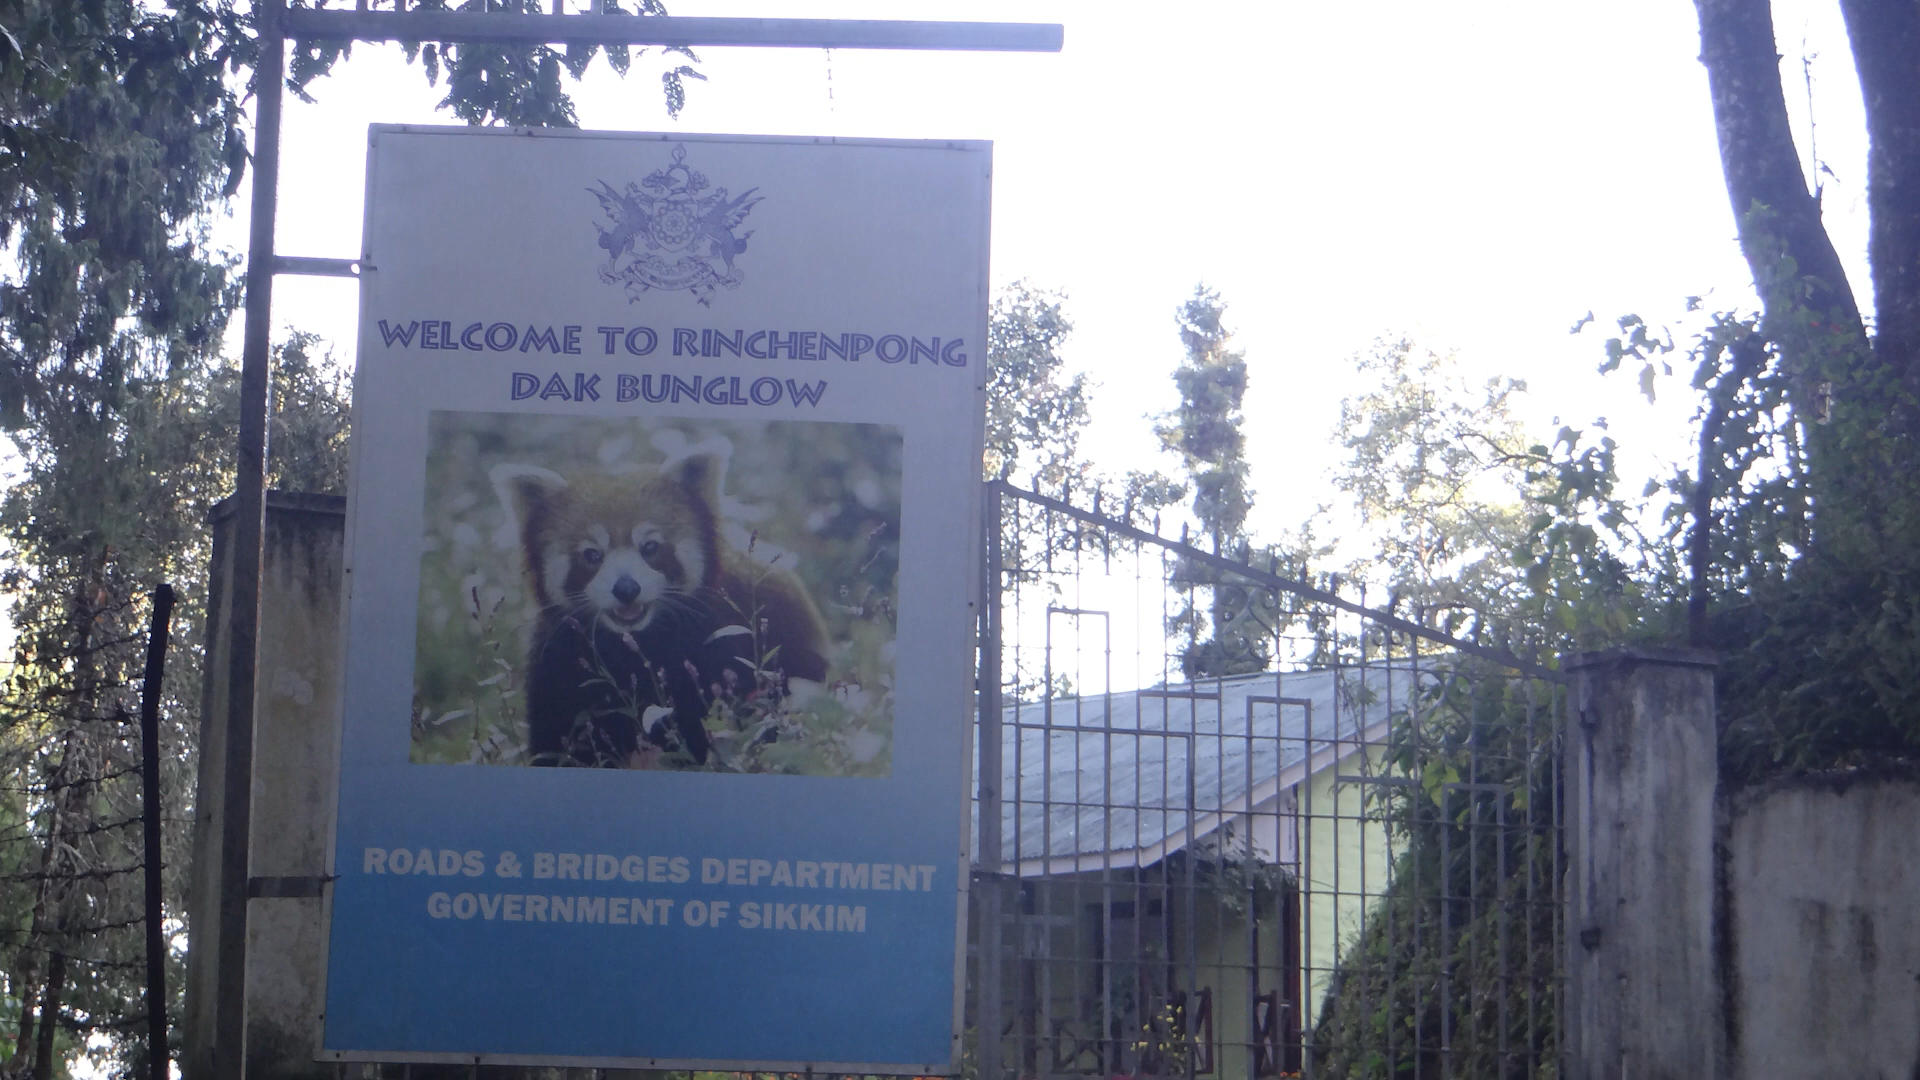 WELCOME TO RINCHENPONG
DAK BUNGLOW
ROADS & BRIDGES DEPARTMENT
GOVERNMENT OF SIKKIM